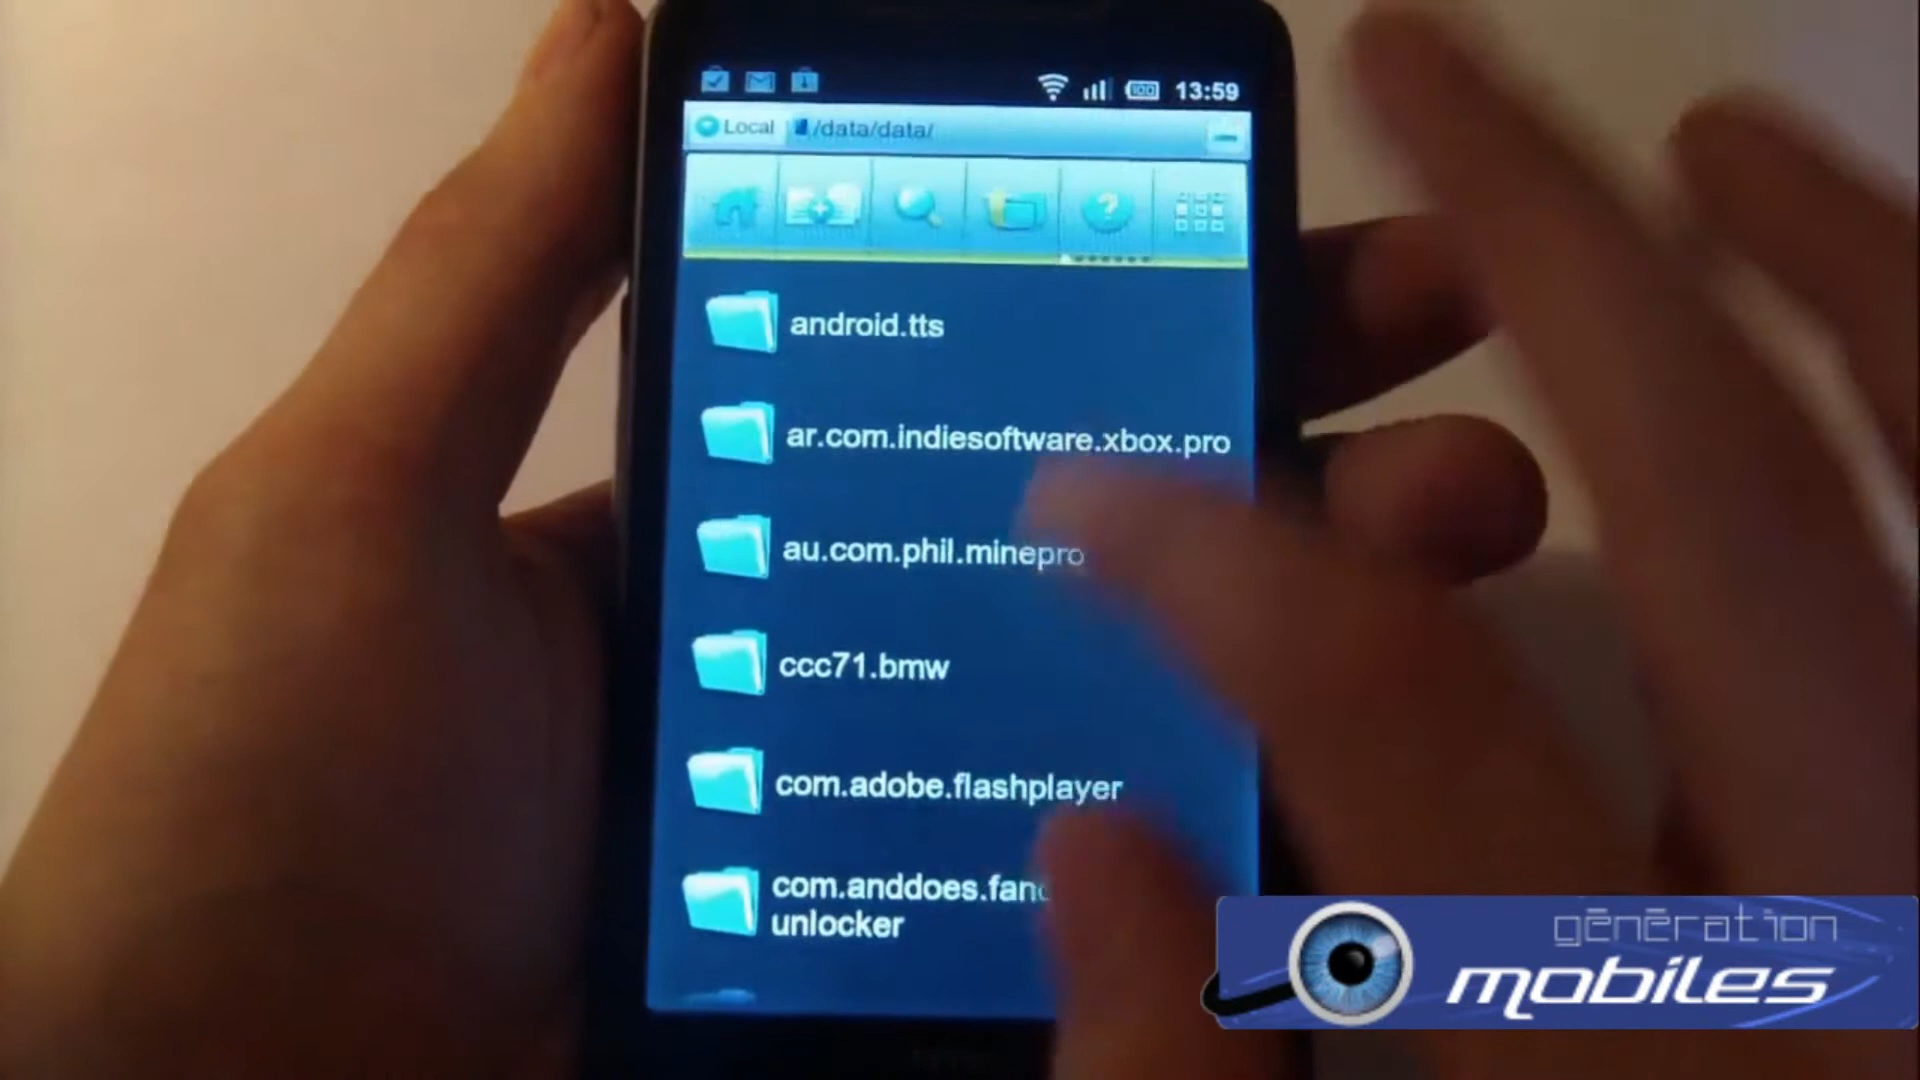 100 13:59
Local /data/data/
android.tts
ar.com.indiesoftware.xbox.pro
au.com.phil.minepro
ccc71.bmw
com.adobe.flashplayer
com.anddoes.fanc
unlocker
génération
mobiles